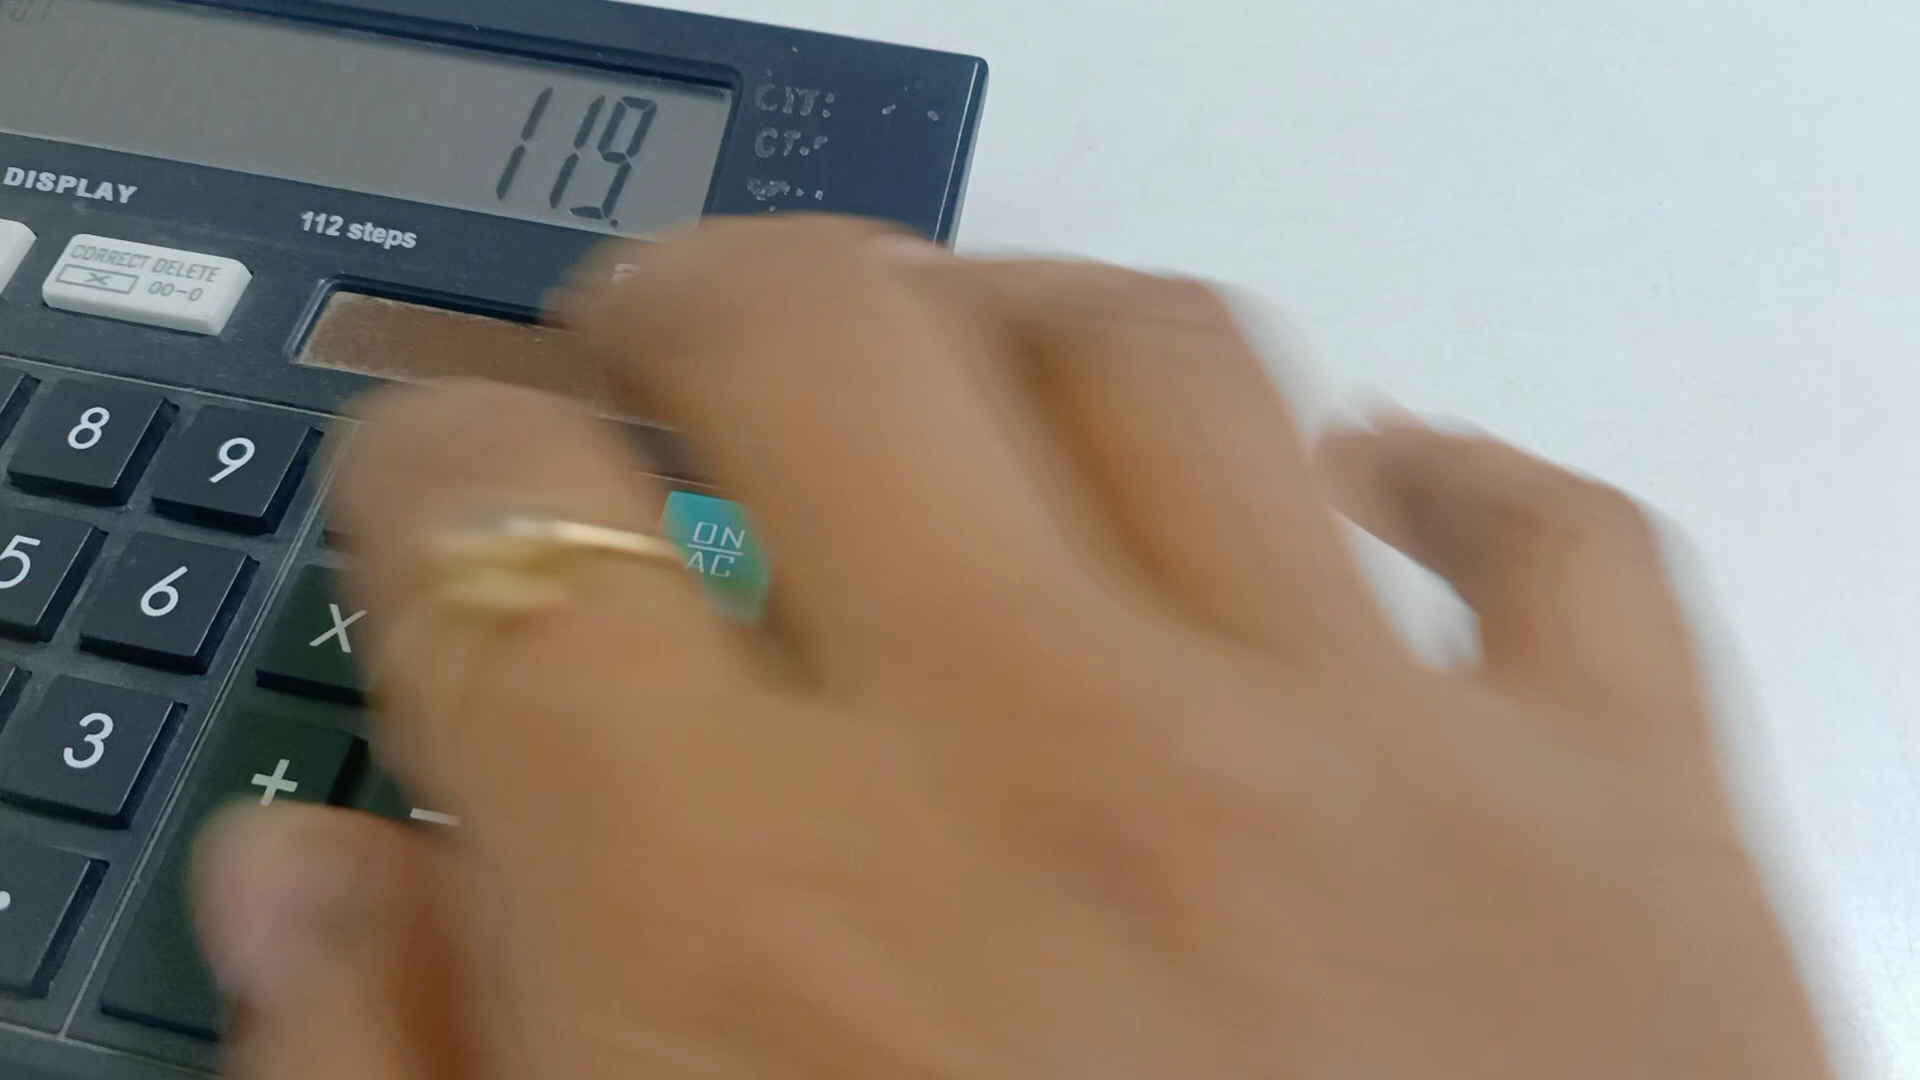 119.
DISPLAY
112 steps
CORRECT DELETE
00→0
8
9
ON
AC
5
6
X
3
+
−
.